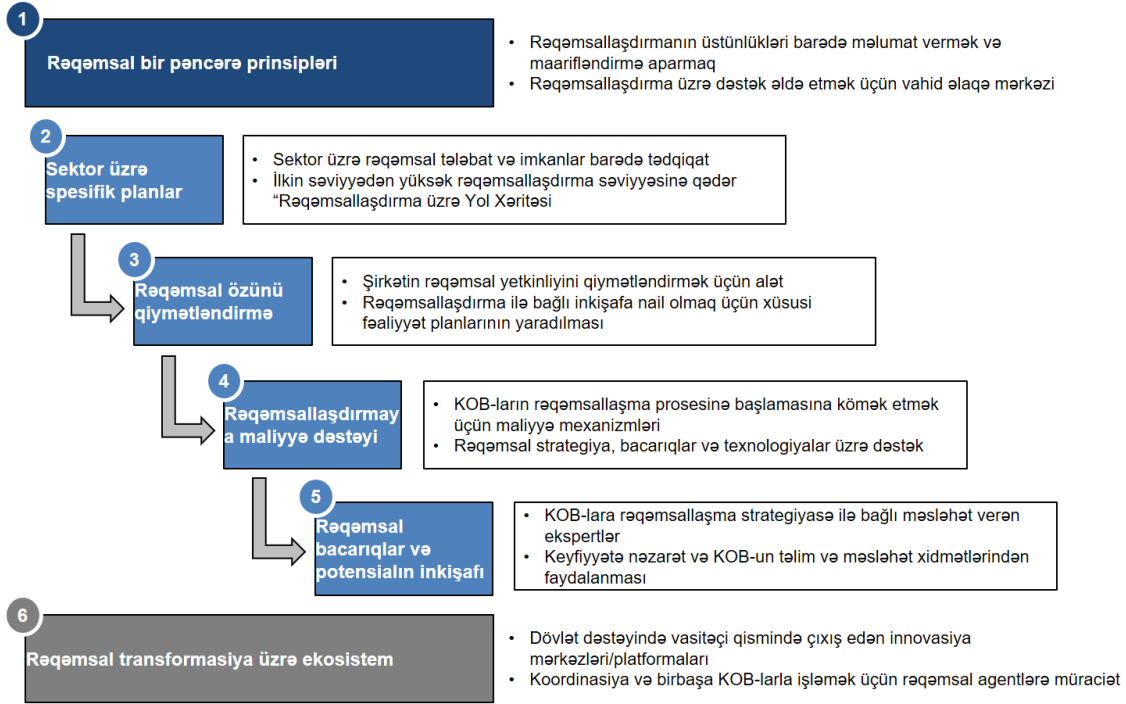 1
Rəqəmsal bir pəncərə prinsipləri
• Rəqəmsallaşdırmanın üstünlükləri barədə məlumat vermək və
maarifləndirmə aparmaq
• Rəqəmsallaşdırma üzrə dəstək əldə etmək üçün vahid əlaqə mərkəzi
2
Sektor üzrə
spesifik planlar
• Sektor üzrə rəqəmsal tələbat və imkanlar barədə tədqiqat
• İlkin səviyyədən yüksək rəqəmsallaşdırma səviyyəsinə qədər
“Rəqəmsallaşdırma üzrə Yol Xəritəsi
3
Rəqəmsal özünü
qiymətləndirmə
• Şirkətin rəqəmsal yetkinliyini qiymətləndirmək üçün alət
• Rəqəmsallaşdırma ilə bağlı inkişafa nail olmaq üçün xüsusi
fəaliyyət planlarının yaradılması
4
Rəqəmsallaşdırmay
a maliyyə dəstəyi
• KOB-ların rəqəmsallaşma prosesinə başlamasına kömək etmək
üçün maliyyə mexanizmləri
• Rəqəmsal strategiya, bacarıqlar və texnologiyalar üzrə dəstək
5
Rəqəmsal
bacarıqlar və
potensialın inkişafı
• KOB-lara rəqəmsallaşma strategiyasə ilə bağlı məsləhət verən
ekspertlər
• Keyfiyyətə nəzarət və KOB-un təlim və məsləhət xidmətlərindən
faydalanması
6
Rəqəmsal transformasiya üzrə ekosistem
• Dövlət dəstəyində vasitəçi qismində çıxış edən innovasiya
mərkəzləri/platformaları
• Koordinasiya və birbaşa KOB-larla işləmək üçün rəqəmsal agentlərə müraciət